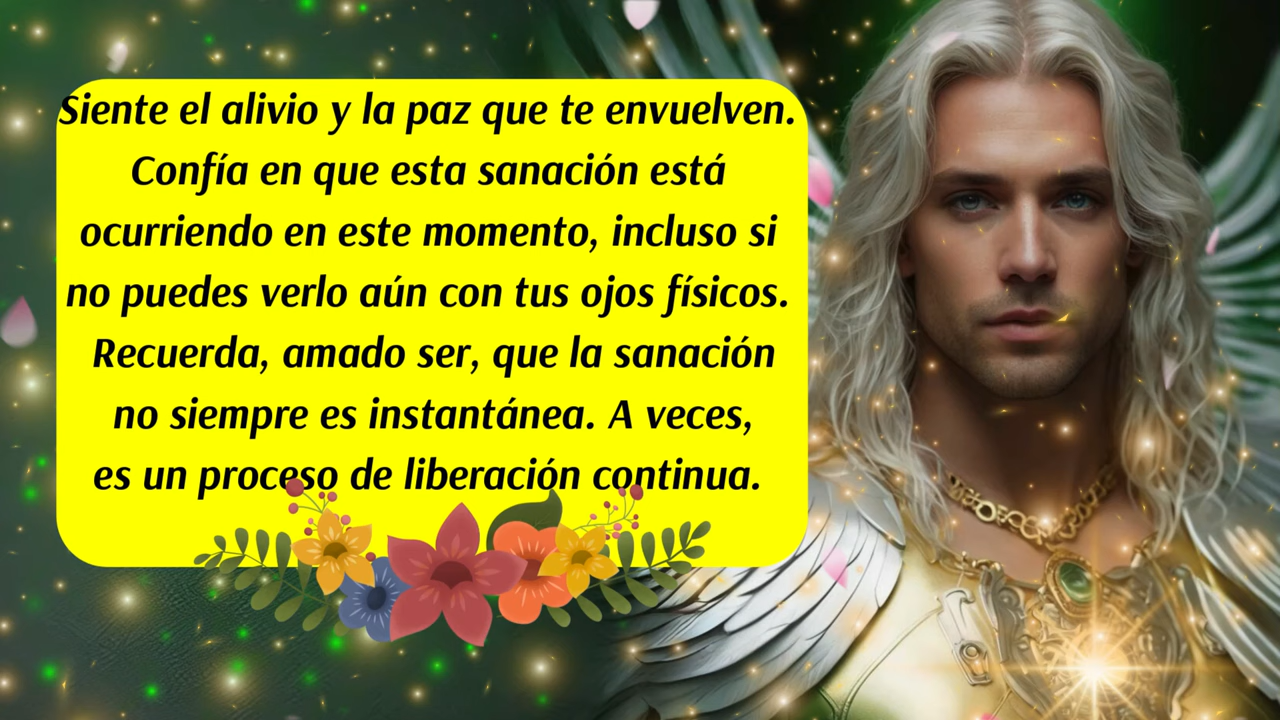 Siente el alivio y la paz que te envuelven.
Confía en que esta sanación está
ocurriendo en este momento, incluso si
no puedes verlo aún con tus ojos físicos.
Recuerda, amado ser, que la sanación
no siempre es instantánea. A veces,
es un proceso de liberación continua.